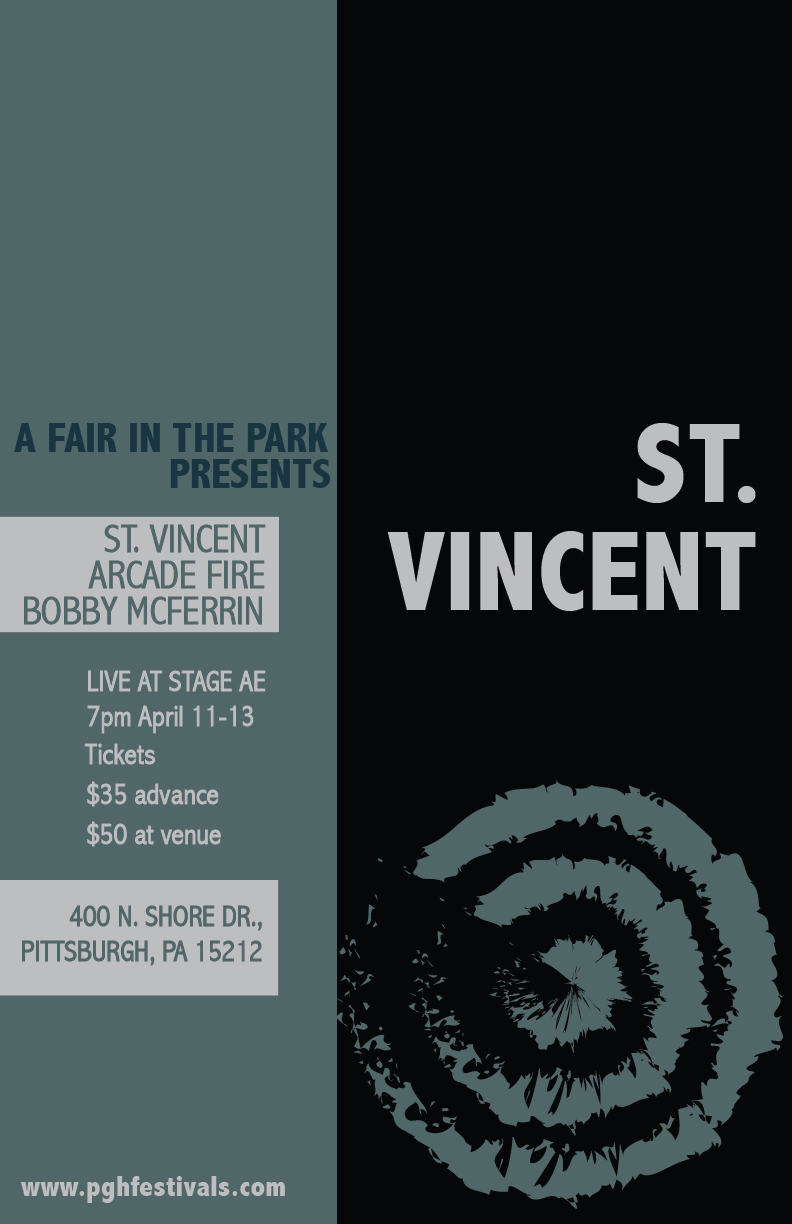 A FAIR IN THE PARK
PRESENTS
ST. VINCENT
ARCADE FIRE
BOBBY MCFERRIN
LIVE AT STAGE AE
7pm April 11-13
Tickets
$35 advance
$50 at venue
400 N. SHORE DR.,
PITTSBURGH, PA 15212
www.pghfestivals.com
ST.
VINCENT